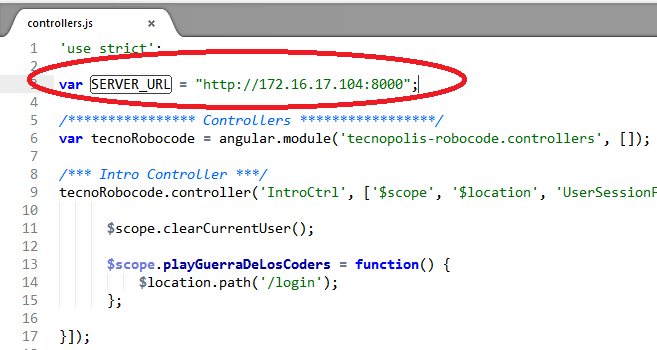 controllers.js ×
1 'use strict';
2
3 var SERVER_URL = "http://172.16.17.104:8000";
4
5 /**************** Controllers *****************/
6 var tecnoRobocode = angular.module('tecnopolis-robocode.controllers', []);
7
8 /*** Intro Controller ***/
9 tecnoRobocode.controller('IntroCtrl', ['$scope', '$location', 'UserSessionF
10
11 $scope.clearCurrentUser();
12
13 $scope.playGuerraDeLosCoders = function() {
14 $location.path('/login');
15 };
16
17 }]);